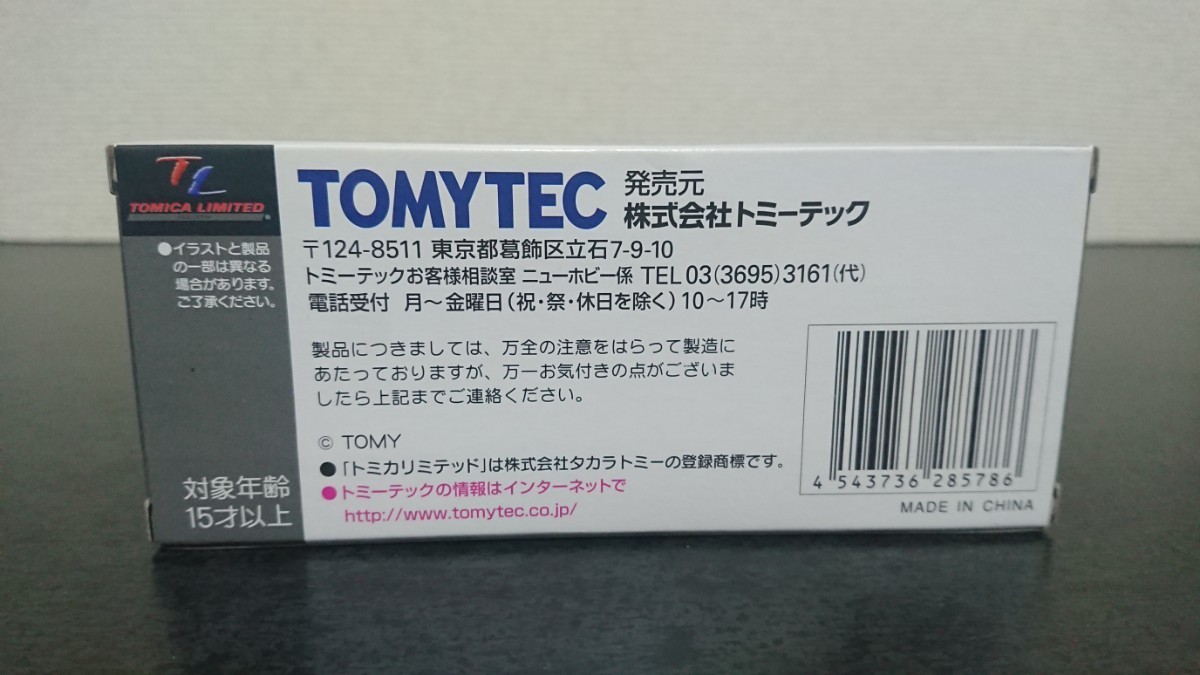 TL
TOMICA LIMITED
●イラストと製品
の一部は異なる
場合があります。
ご了承ください。
対象年齢
15才以上
TOMYTEC
発売元
株式会社トミーテック
〒124-8511 東京都葛飾区立石7-9-10
トミーテックお客様相談室 ニューホビー係 TEL 03(3695)3161(代)
電話受付 月～金曜日(祝・祭・休日を除く)10～17時
製品につきましては、万全の注意をはらって製造に
あたっておりますが、万一お気付きの点がございま
したら上記までご連絡ください。
© TOMY
●「トミカリミテッド」は株式会社タカラトミーの登録商標です。
●トミーテックの情報はインターネットで
http://www.tomytec.co.jp/
4 543736 285786
MADE IN CHINA